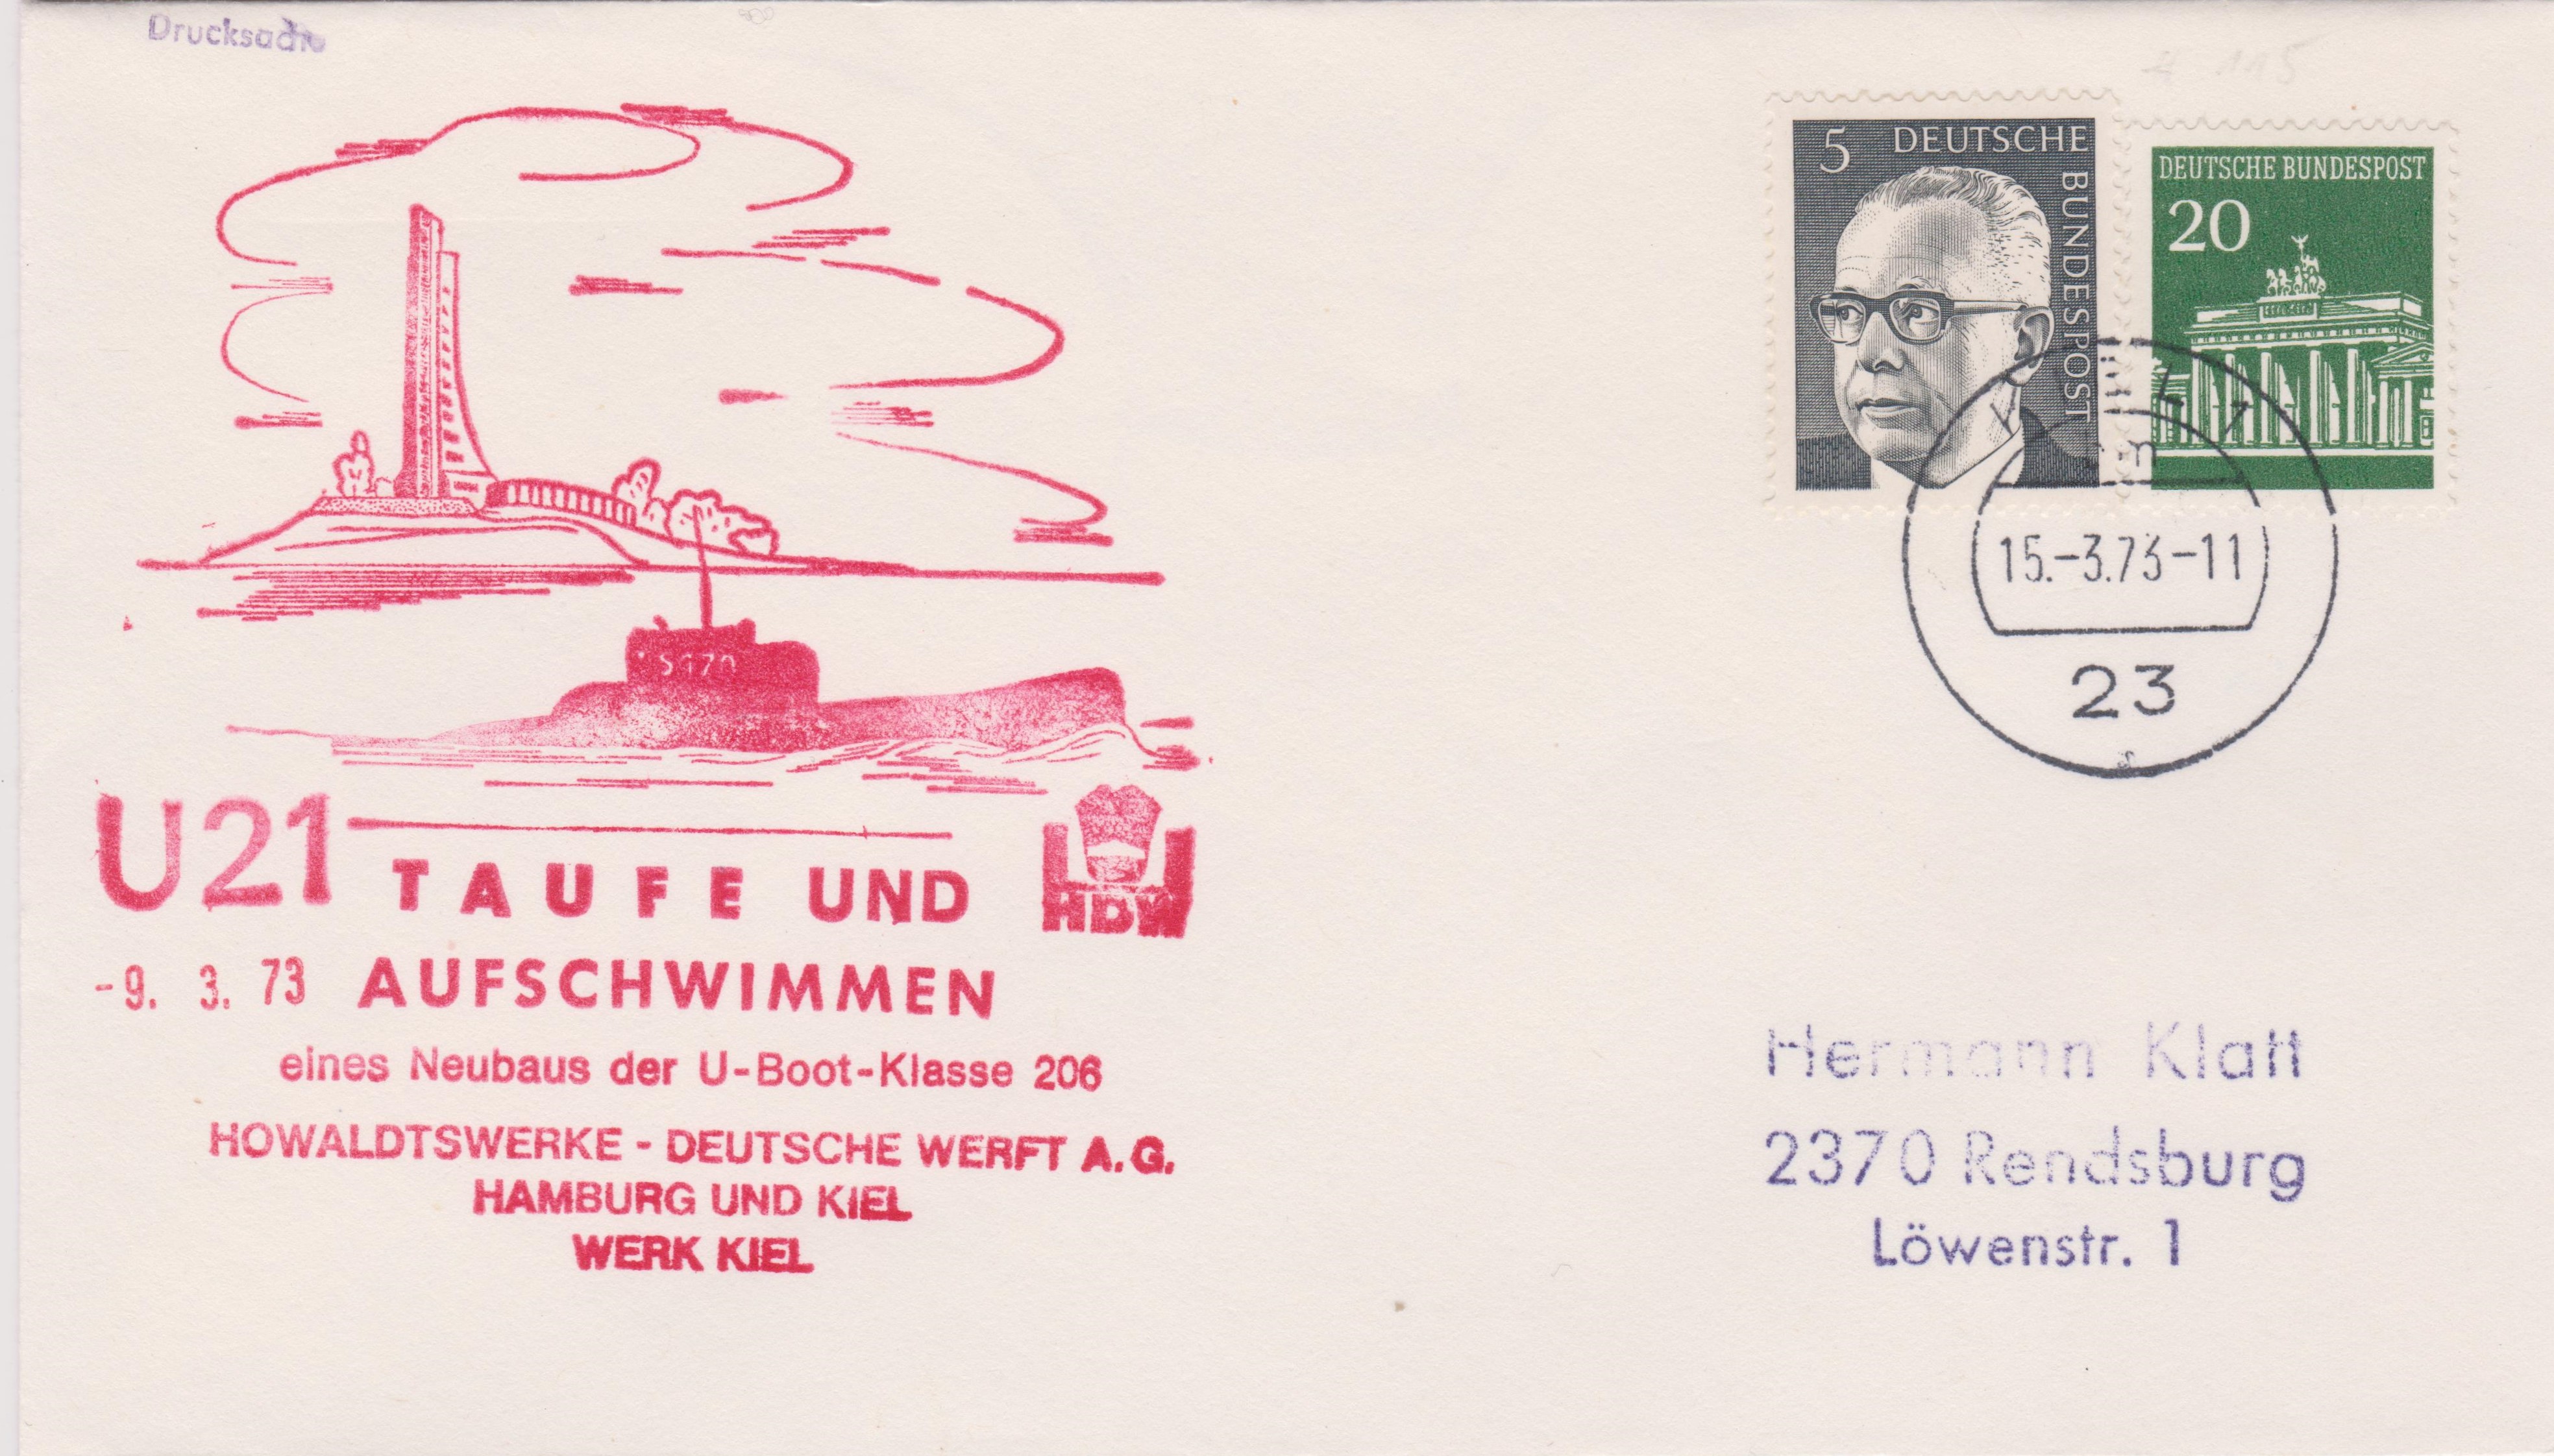 Drucksache
5 DEUTSCHE BUNDESPOST
DEUTSCHE BUNDESPOST
20
15.-3.73-11
23
s
S170
U21
TAUFE UND
HDW
-9. 3. 73 AUFSCHWIMMEN
eines Neubaus der U-Boot-Klasse 206
HOWALDTSWERKE - DEUTSCHE WERFT A.G.
HAMBURG UND KIEL
WERK KIEL
Hermann Klatt
2370 Rendsburg
Löwenstr. 1